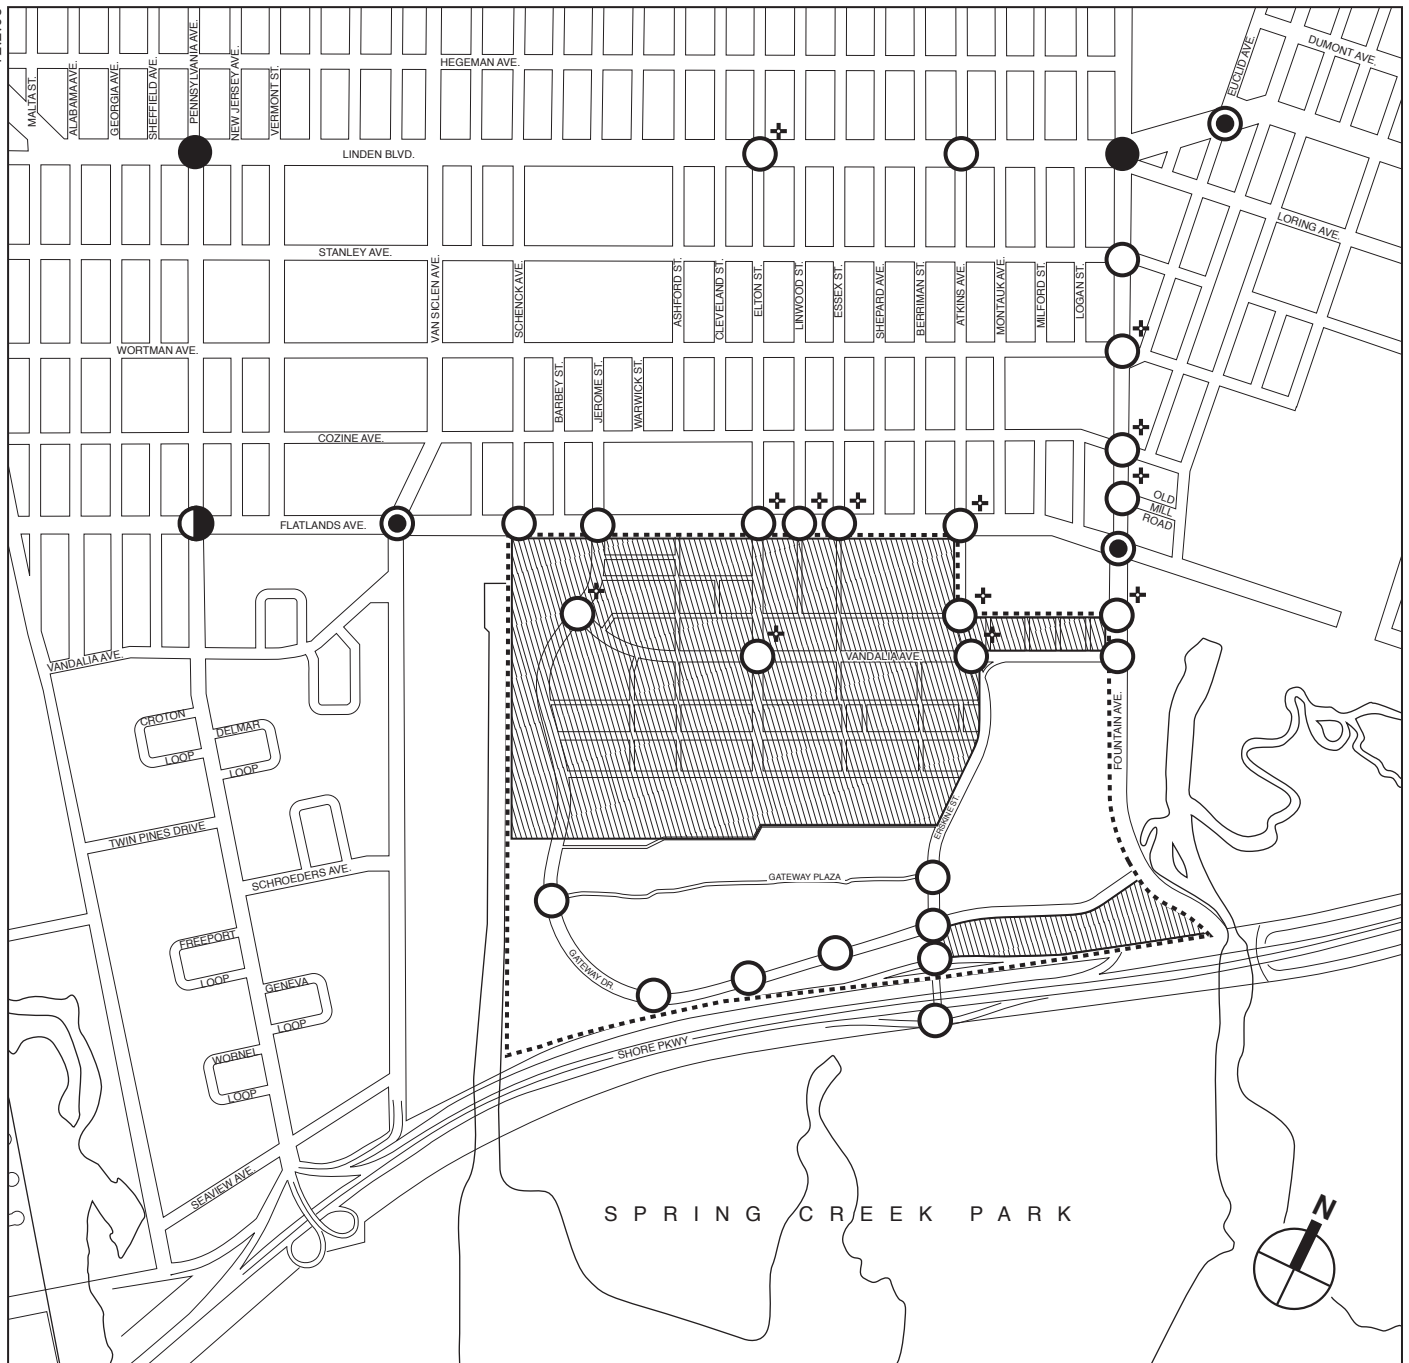 HEGEMAN AVE.
DUMONT AVE.
EUCLID AVE.
MALTA ST.
ALABAMA AVE.
GEORGIA AVE.
SHEFFIELD AVE.
PENNSYLVANIA AVE.
NEW JERSEY AVE.
VERMONT ST.
LINDEN BLVD.
LORING AVE.
STANLEY AVE.
VAN SICLEN AVE.
SCHENCK AVE.
ASHFORD ST.
CLEVELAND ST.
ELTON ST.
LINWOOD ST.
ESSEX ST.
SHEPARD AVE.
BERRIMAN ST.
ATKINS AVE.
MONTAUK AVE.
MILFORD ST.
LOGAN ST.
WORTMAN AVE.
BARBEY ST.
JEROME ST.
WARWICK ST.
COZINE AVE.
OLD
MILL
ROAD
FLATLANDS AVE.
VANDALIA AVE.
VANDALIA AVE.
FOUNTAIN AVE.
CROTON
LOOP
DELMAR
LOOP
ERSKINE ST.
TWIN PINES DRIVE
SCHROEDERS AVE.
GATEWAY PLAZA
FREEPORT
LOOP
GATEWAY DR.
GENEVA
LOOP
SHORE PKWY
WORNEL
LOOP
SEAVIEW AVE.
SPRING CREEK PARK
N